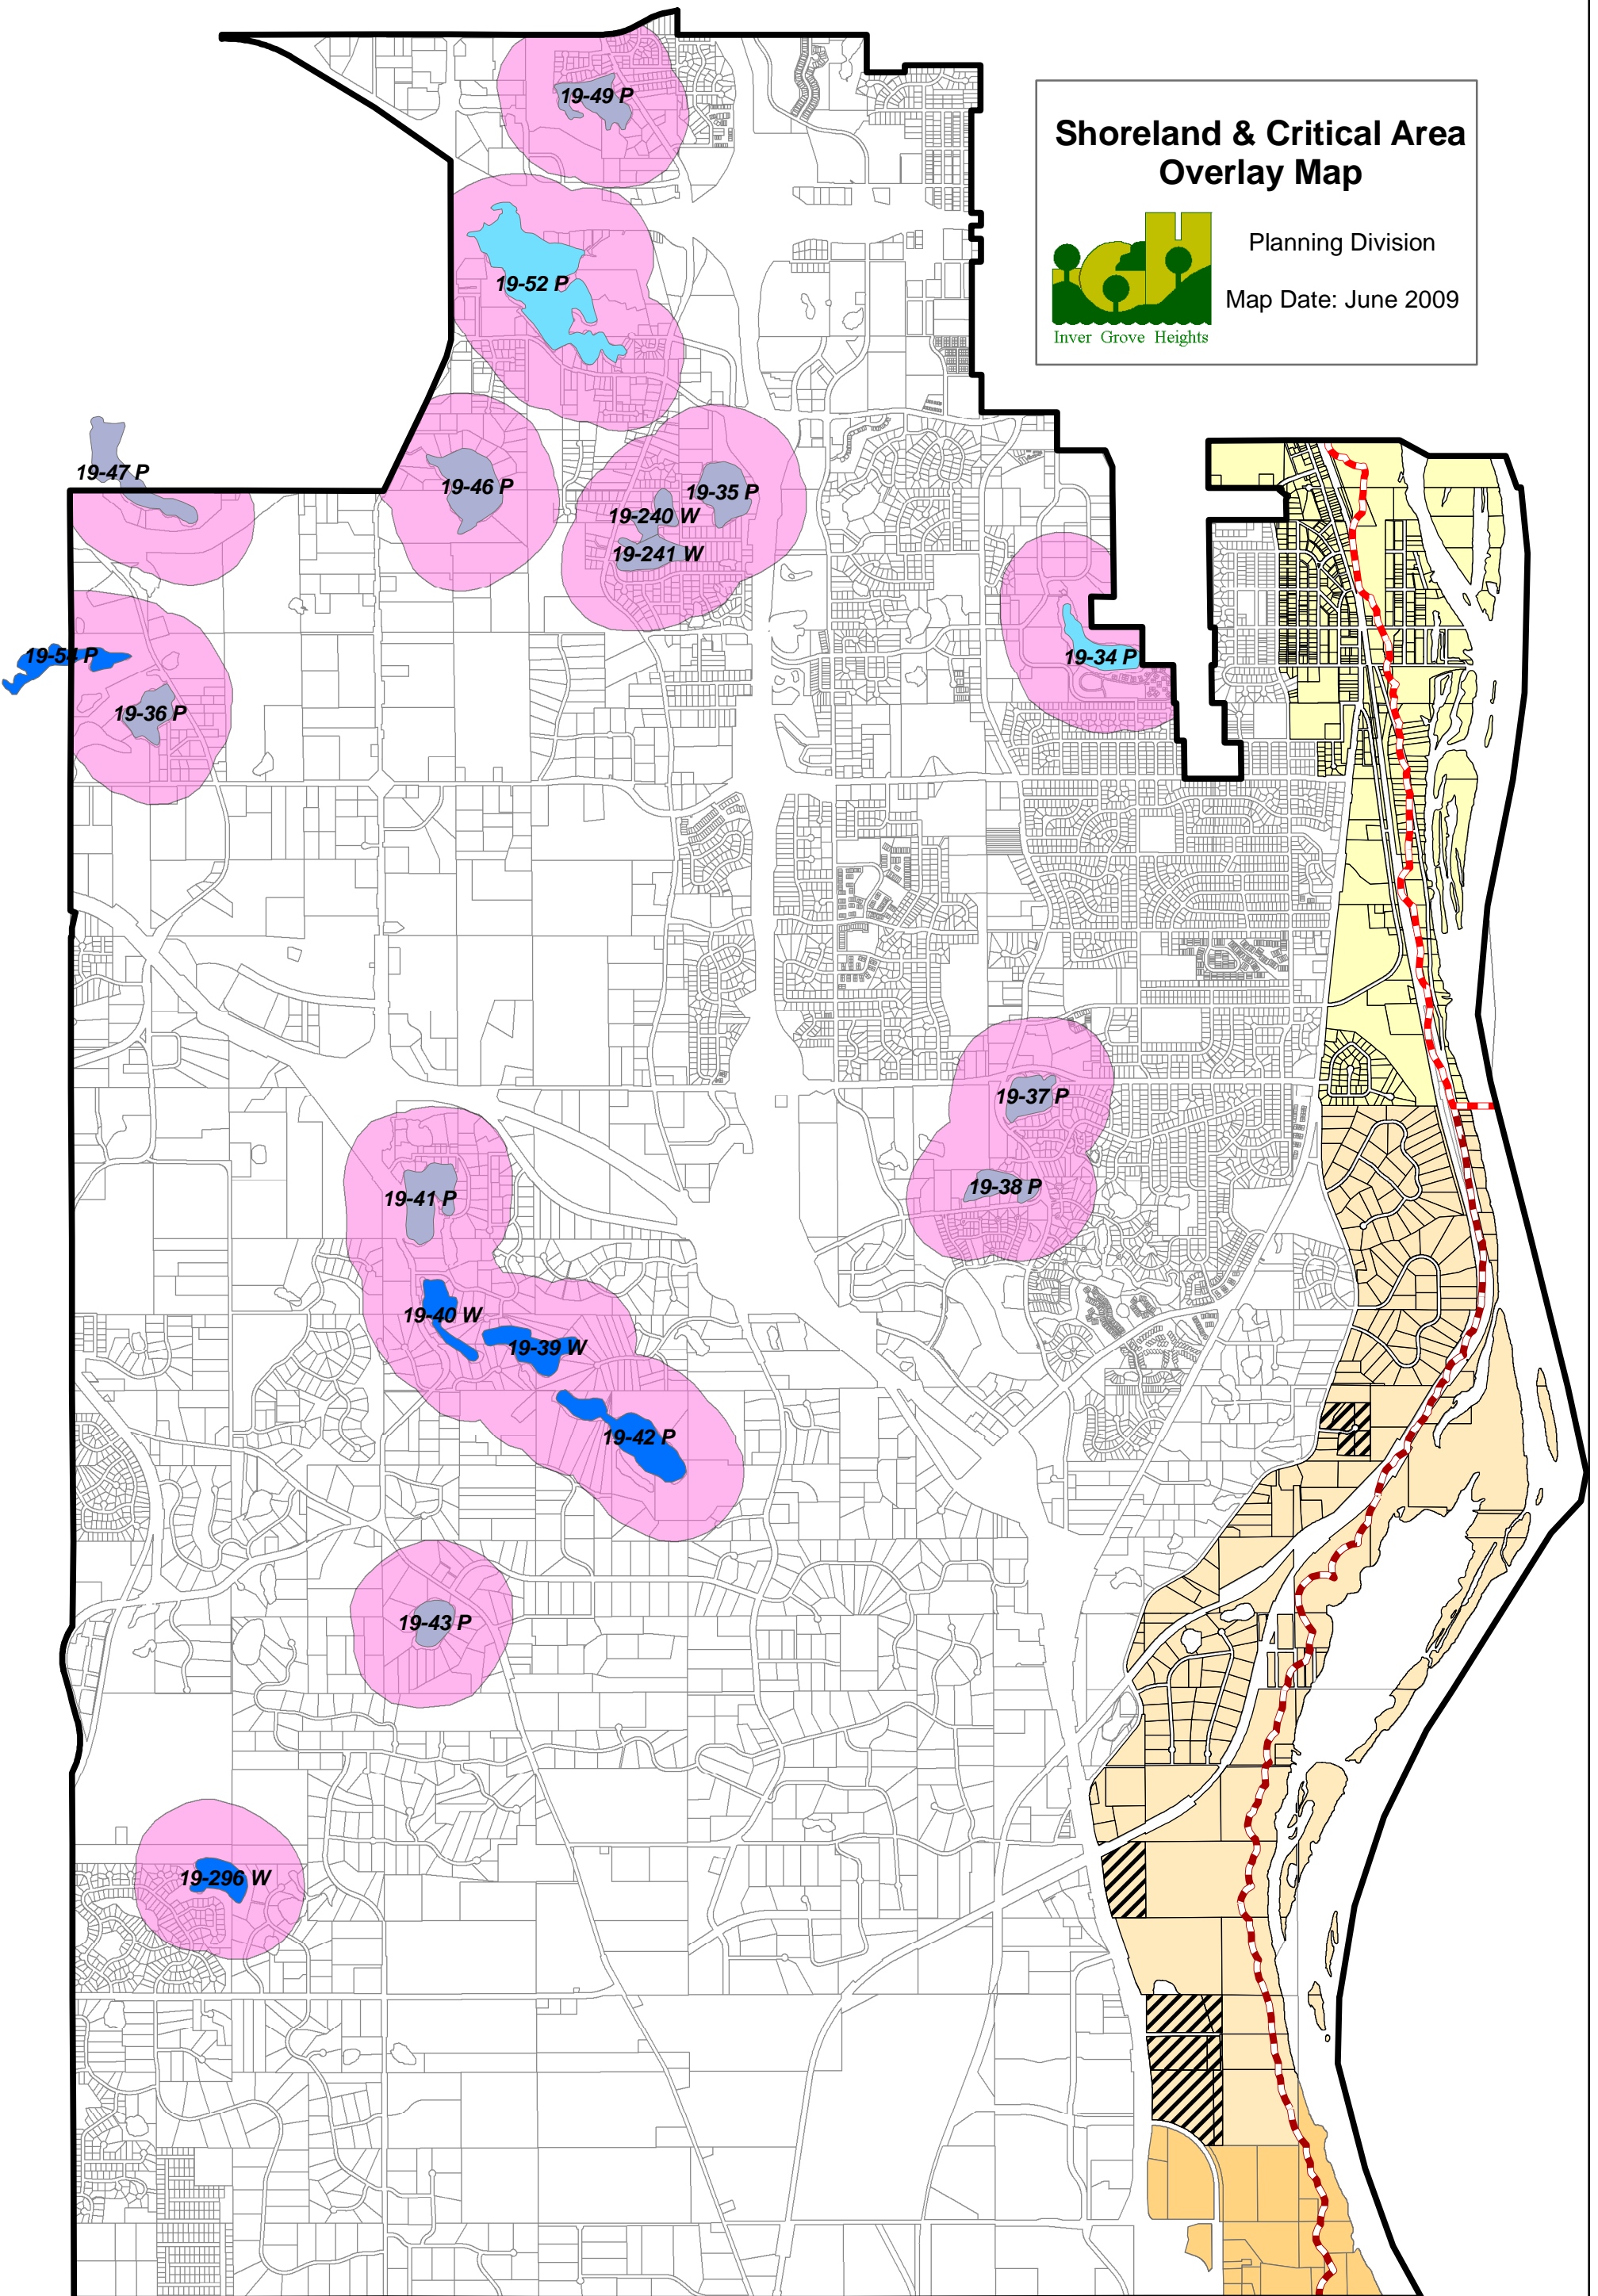 Shoreland & Critical Area
Overlay Map
Planning Division
Map Date: June 2009
Inver Grove Heights
19-49 P
19-52 P
19-47 P
19-46 P
19-35 P
19-240 W
19-241 W
19-34 P
19-54 P
19-36 P
19-37 P
19-38 P
19-41 P
19-40 W
19-39 W
19-42 P
19-43 P
19-296 W